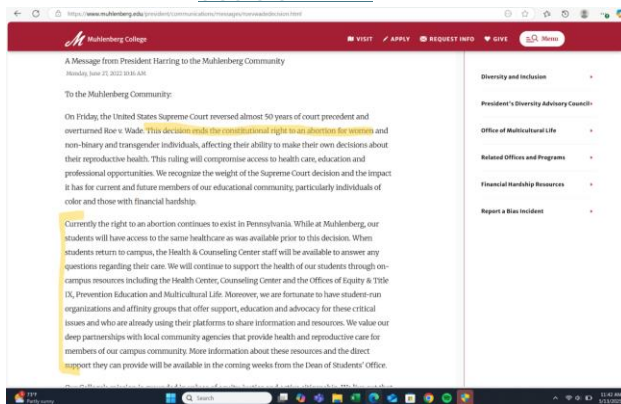 https://www.muhlenberg.edu/president/communications/messages/roevwadedecision.html
Muhlenberg College
VISIT
APPLY
REQUEST INFO
GIVE
Menu
A Message from President Harring to the Muhlenberg Community
Monday, June 27, 2022 10:16 AM
To the Muhlenberg Community:
On Friday, the United States Supreme Court reversed almost 50 years of court precedent and
overturned Roe v. Wade. This decision ends the constitutional right to an abortion for women and
non-binary and transgender individuals, affecting their ability to make their own decisions about
their reproductive health. This ruling will compromise access to health care, education and
professional opportunities. We recognize the weight of the Supreme Court decision and the impact
it has for current and future members of our educational community, particularly individuals of
color and those with financial hardship.
Currently the right to an abortion continues to exist in Pennsylvania. While at Muhlenberg, our
students will have access to the same healthcare as was available prior to this decision. When
students return to campus, the Health & Counseling Center staff will be available to answer any
questions regarding their care. We will continue to support the health of our students through on-
campus resources including the Health Center, Counseling Center and the Offices of Equity & Title
IX, Prevention Education and Multicultural Life. Moreover, we are fortunate to have student-run
organizations and affinity groups that offer support, education and advocacy for these critical
issues and who are already using their platforms to share information and resources. We value our
deep partnerships with local community agencies that provide health and reproductive care for
members of our campus community. More information about these resources and the direct
support they can provide will be available in the coming weeks from the Dean of Students' Office.
Diversity and Inclusion
President's Diversity Advisory Council
Office of Multicultural Life
Related Offices and Programs
Financial Hardship Resources
Report a Bias Incident
Partly sunny
Search
11:42 AM